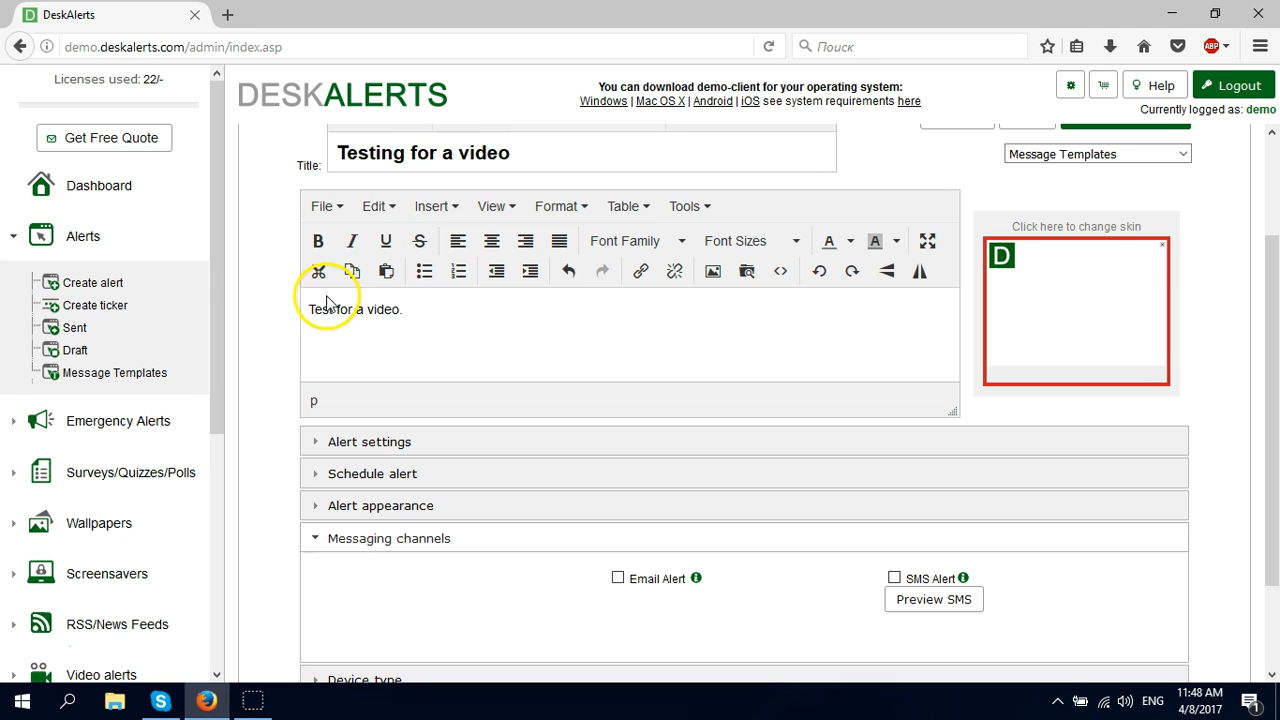 DeskAlerts
demo.deskalerts.com/admin/index.asp
Поиск
ABP
Licenses used: 22/-
Get Free Quote
Dashboard
Alerts
Create alert
Create ticker
Sent
Draft
Message Templates
Emergency Alerts
Surveys/Quizzes/Polls
Wallpapers
Screensavers
RSS/News Feeds
Video alerts
DESKALERTS
You can download demo-client for your operating system:
Windows | Mac OS X | Android | iOS see system requirements here
Help
Logout
Currently logged as: demo
Title: Testing for a video
Message Templates
File Edit Insert View Format Table Tools
Font Family Font Sizes A A
Test for a video.
p
Click here to change skin
D
Alert settings
Schedule alert
Alert appearance
Messaging channels
Email Alert
SMS Alert
Preview SMS
Device type
ENG
11:48 AM
4/8/2017
1